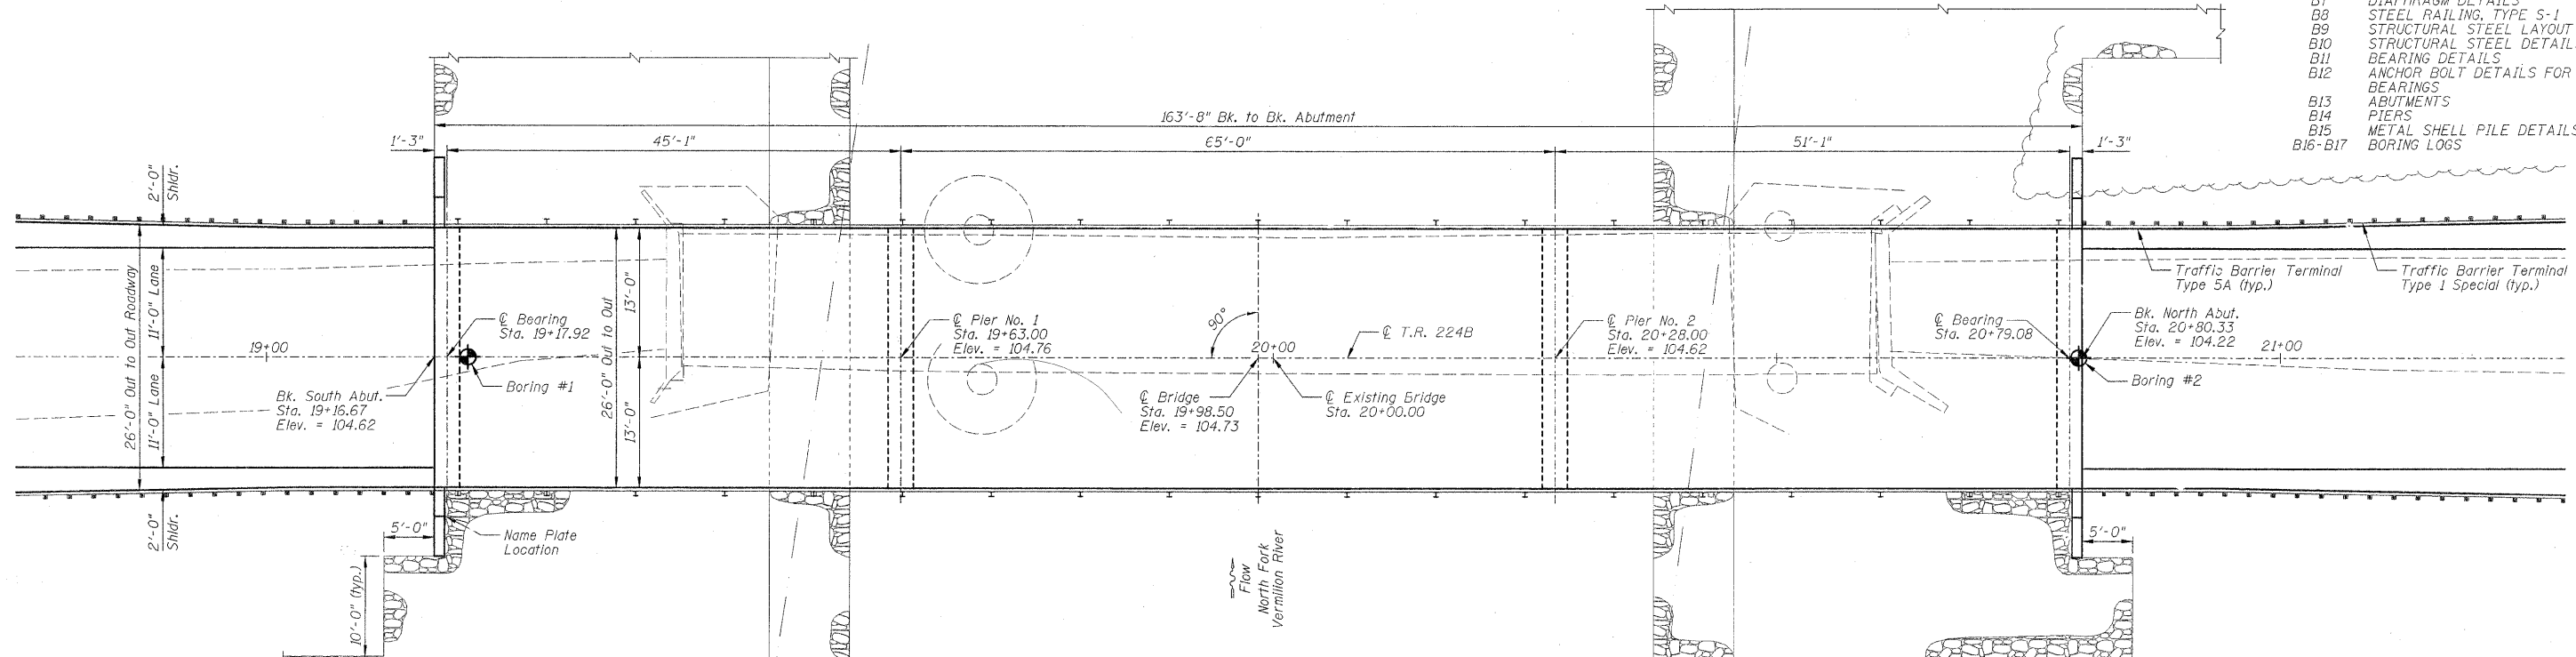 B7 DIAPHRAGM DETAILS
B8 STEEL RAILING, TYPE S-1
B9 STRUCTURAL STEEL LAYOUT
B10 STRUCTURAL STEEL DETAIL
B11 BEARING DETAILS
B12 ANCHOR BOLT DETAILS FOR
BEARINGS
B13 ABUTMENTS
B14 PIERS
B15 METAL SHELL PILE DETAILS
B16-B17 BORING LOGS
163'-8" Bk. to Bk. Abutment
1'-3"
45'-1"
65'-0"
51'-1"
1'-3"
2'-0"
Shldr.
26'-0" Out to Out Roadway
11'-0" Lane
11'-0" Lane
19+00
℄ Bearing
Sta. 19+17.92
Boring #1
Bk. South Abut.
Sta. 19+16.67
Elev. = 104.62
26'-0" Out to Out
13'-0"
13'-0"
℄ Pier No. 1
Sta. 19+63.00
Elev. = 104.76
90°
20+00
℄ T.R. 224B
℄ Bridge
Sta. 19+98.50
Elev. = 104.73
℄ Existing Bridge
Sta. 20+00.00
℄ Pier No. 2
Sta. 20+28.00
Elev. = 104.62
℄ Bearing
Sta. 20+79.08
Traffic Barrier Terminal
Type 5A (typ.)
Traffic Barrier Terminal
Type 1 Special (typ.)
Bk. North Abut.
Sta. 20+80.33
Elev. = 104.22
21+00
Boring #2
2'-0"
Shldr.
5'-0"
Name Plate
Location
10'-0" (typ.)
Flow
North Fork
Vermilion River
5'-0"